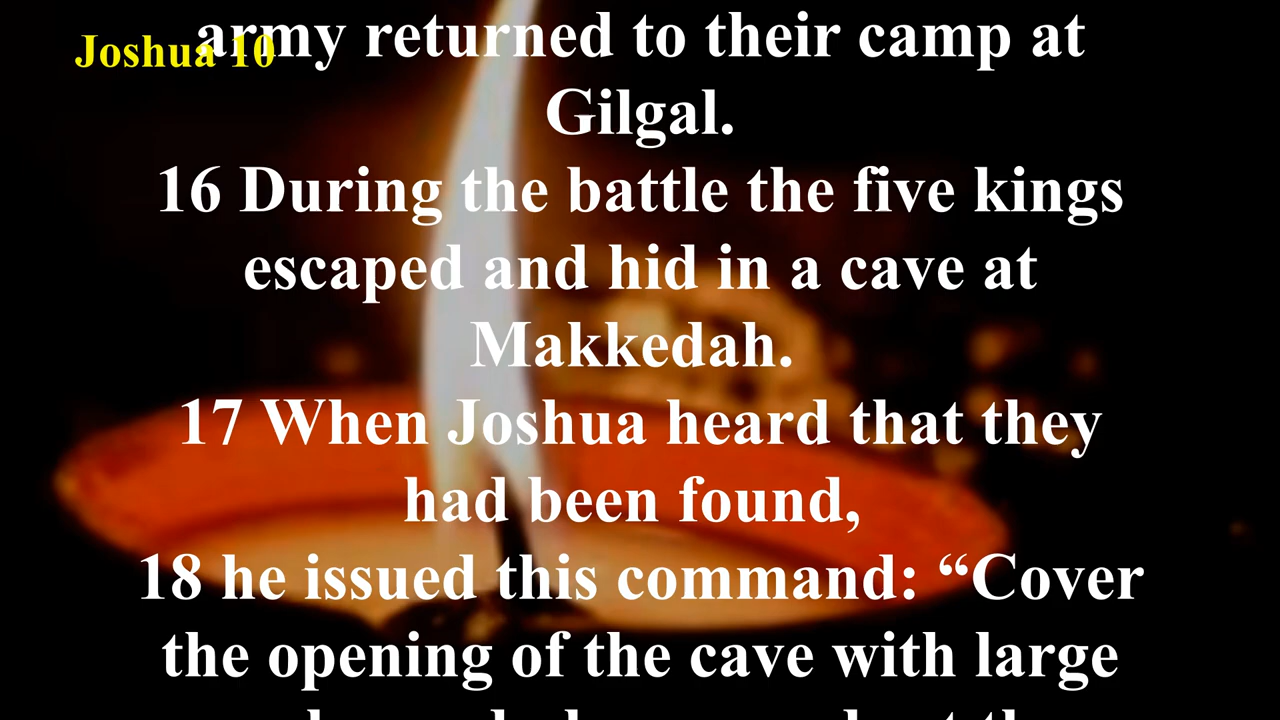 Joshua 10
army returned to their camp at
Gilgal.
16 During the battle the five kings
escaped and hid in a cave at
Makkedah.
17 When Joshua heard that they
had been found,
18 he issued this command: “Cover
the opening of the cave with large